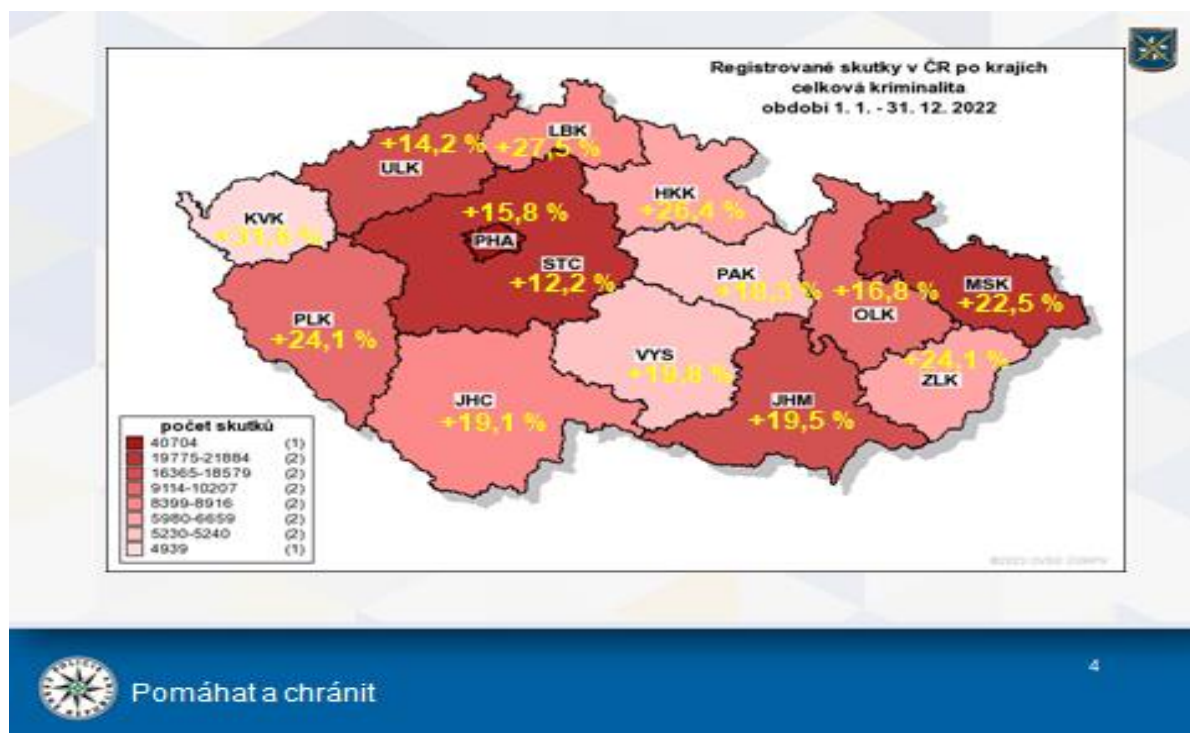 Registrované skutky v ČR po krajích
celková kriminalita
období 1. 1. - 31. 12. 2022
LBK
+14,2 %
+27,5 %
ULK
HKK
+26,4 %
KVK
+15,8 %
PHA
STC
+12,2 %
PAK
+18,3 %
+16,8 %
OLK
MSK
+22,5 %
PLK
+24,1 %
VYS
+19,8 %
+24,1 %
ZLK
JHC
+19,1 %
JHM
+19,5 %
počet skutků
40704 (1)
19775-21884 (2)
16365-18579 (2)
9114-10207 (2)
8399-8916 (2)
5980-6659 (2)
5230-5240 (2)
4939 (1)
4
Pomáhat a chránit